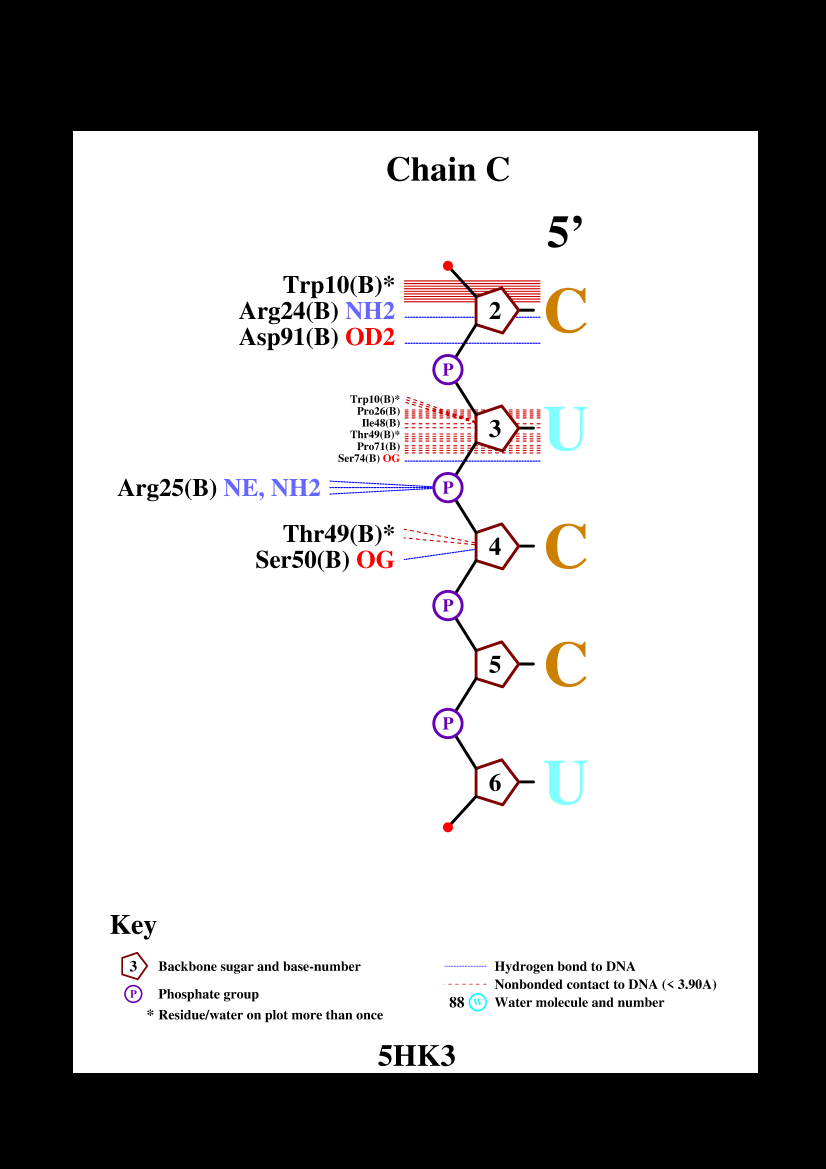 Chain C
5’
Trp10(B)*
Arg24(B) NH2
Asp91(B) OD2
2
C
P
Trp10(B)*
Pro26(B)
Ile48(B)
Thr49(B)*
Pro71(B)
Ser74(B) OG
3
U
Arg25(B) NE, NH2
P
Thr49(B)*
Ser50(B) OG
4
C
P
5
C
P
6
U
Key
3 Backbone sugar and base-number
P Phosphate group
* Residue/water on plot more than once
Hydrogen bond to DNA
Nonbonded contact to DNA (< 3.90A)
88 W Water molecule and number
5HK3